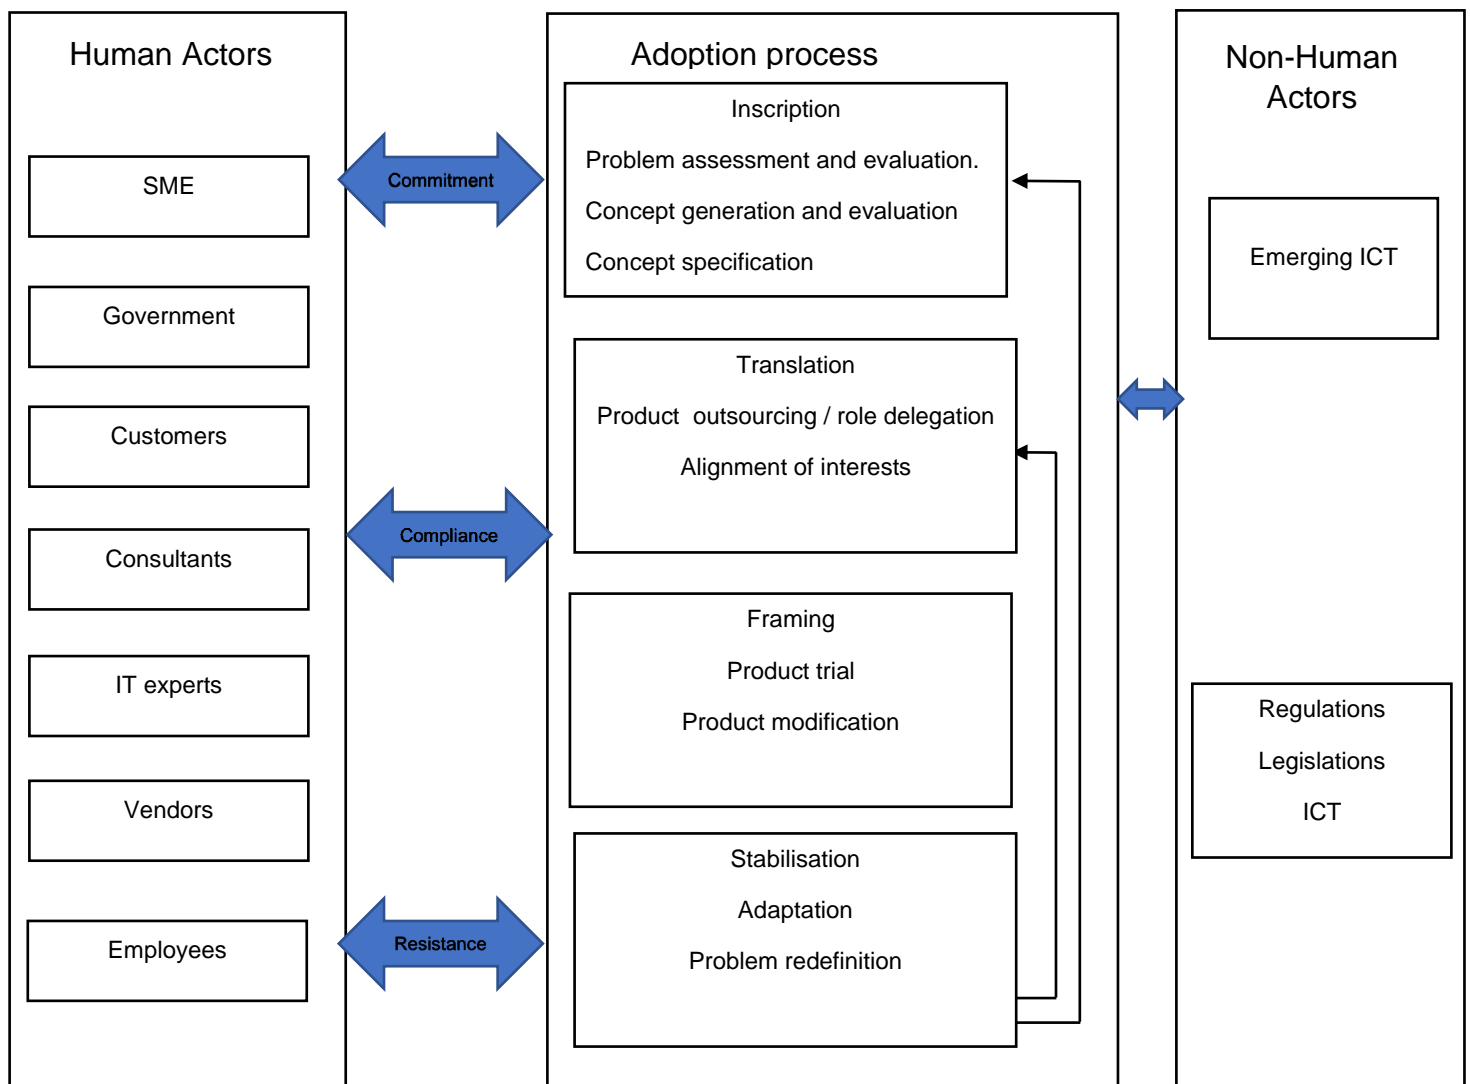 Human Actors
SME
Government
Customers
Consultants
IT experts
Vendors
Employees
Commitment
Compliance
Resistance
Adoption process
Inscription
Problem assessment and evaluation.
Concept generation and evaluation
Concept specification
Translation
Product  outsourcing / role delegation
Alignment of interests
Framing
Product trial
Product modification
Stabilisation
Adaptation
Problem redefinition
Non-Human
Actors
Emerging ICT
Regulations
Legislations
ICT